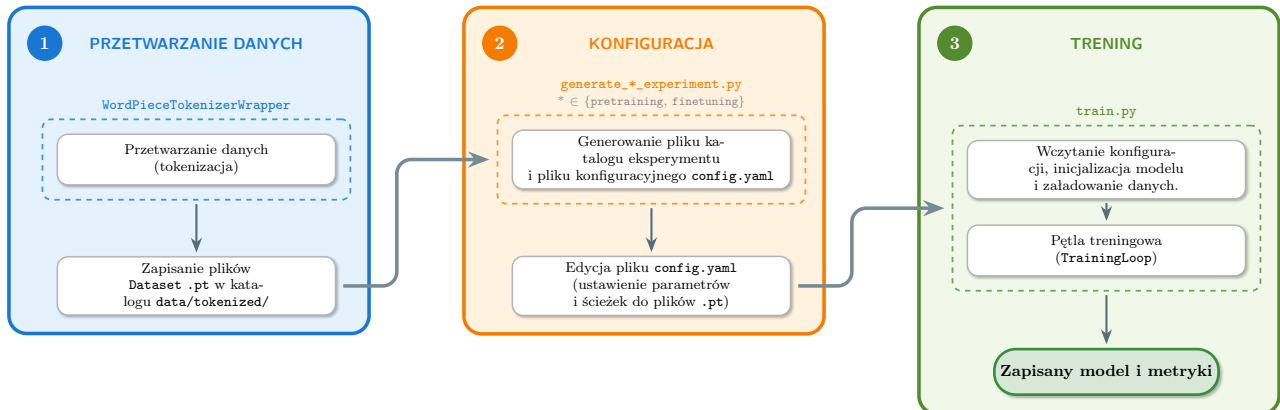 1
PRZETWARZANIE DANYCH
WordPieceTokenizerWrapper
Przetwarzanie danych
(tokenizacja)
Zapisanie plików
Dataset .pt w kata-
logu data/tokenized/
2
KONFIGURACJA
generate_*_experiment.py
* ∈ {pretraining, finetuning}
Generowanie pliku ka-
talogu eksperymentu
i pliku konfiguracyjnego config.yaml
Edycja pliku config.yaml
(ustawienie parametrów
i ścieżek do plików .pt)
3
TRENING
train.py
Wczytanie konfigura-
cji, inicjalizacja modelu
i załadowanie danych.
Pętla treningowa
(TrainingLoop)
Zapisany model i metryki